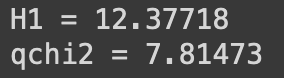 H1 = 12.37718
qchi2 = 7.81473